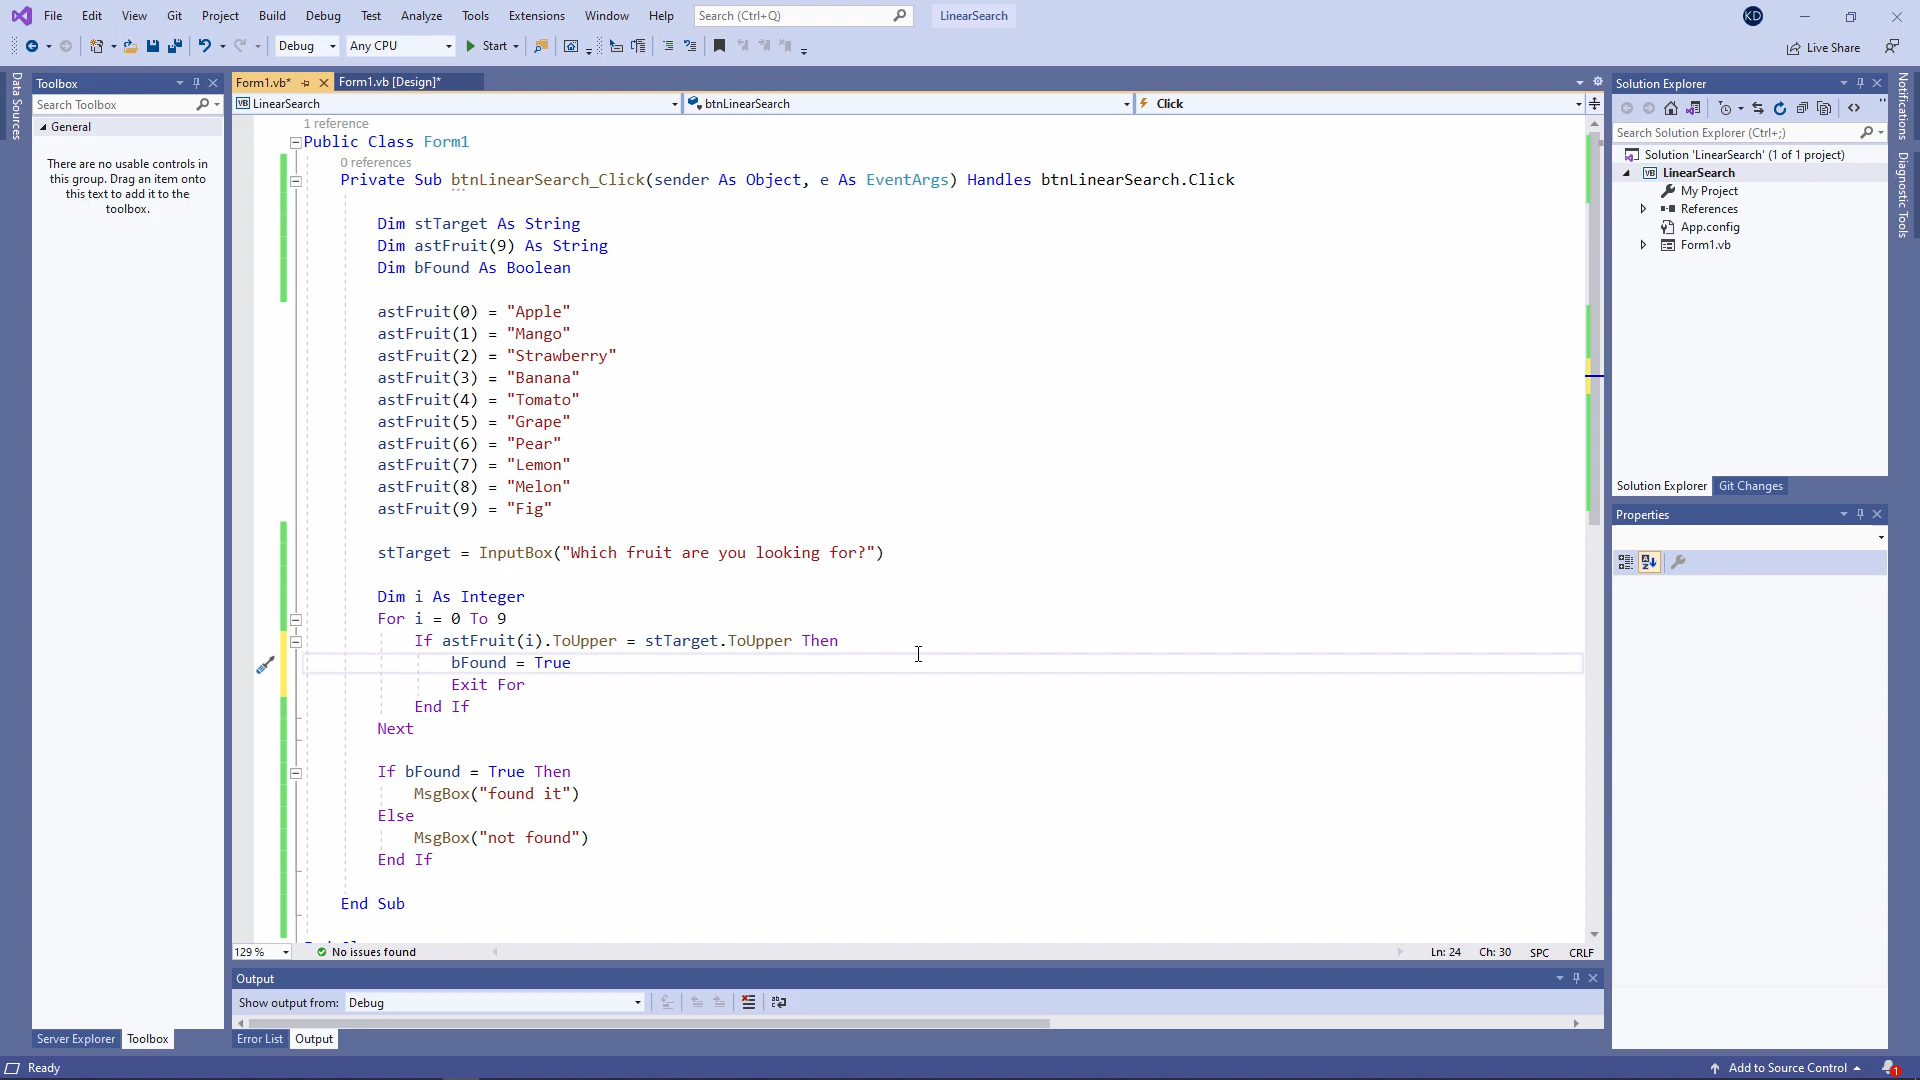 File Edit View Git Project Build Debug Test Analyze Tools Extensions Window Help Search (Ctrl+Q) LinearSearch KD
Debug Any CPU Start Live Share
Data Sources
Toolbox
Search Toolbox
General
There are no usable controls in
this group. Drag an item onto
this text to add it to the
toolbox.
Server Explorer Toolbox
Form1.vb* Form1.vb [Design]*
VB LinearSearch btnLinearSearch Click
1 reference
Public Class Form1
0 references
Private Sub btnLinearSearch_Click(sender As Object, e As EventArgs) Handles btnLinearSearch.Click
Dim stTarget As String
Dim astFruit(9) As String
Dim bFound As Boolean
astFruit(0) = "Apple"
astFruit(1) = "Mango"
astFruit(2) = "Strawberry"
astFruit(3) = "Banana"
astFruit(4) = "Tomato"
astFruit(5) = "Grape"
astFruit(6) = "Pear"
astFruit(7) = "Lemon"
astFruit(8) = "Melon"
astFruit(9) = "Fig"
stTarget = InputBox("Which fruit are you looking for?")
Dim i As Integer
For i = 0 To 9
If astFruit(i).ToUpper = stTarget.ToUpper Then
bFound = True
Exit For
End If
Next
If bFound = True Then
MsgBox("found it")
Else
MsgBox("not found")
End If
End Sub
129 % No issues found Ln: 24 Ch: 30 SPC CRLF
Output
Show output from: Debug
Error List Output
Solution Explorer
Search Solution Explorer (Ctrl+;)
Solution 'LinearSearch' (1 of 1 project)
VB LinearSearch
My Project
References
App.config
Form1.vb
Solution Explorer Git Changes
Properties
Notifications
Diagnostic Tools
Ready Add to Source Control 1